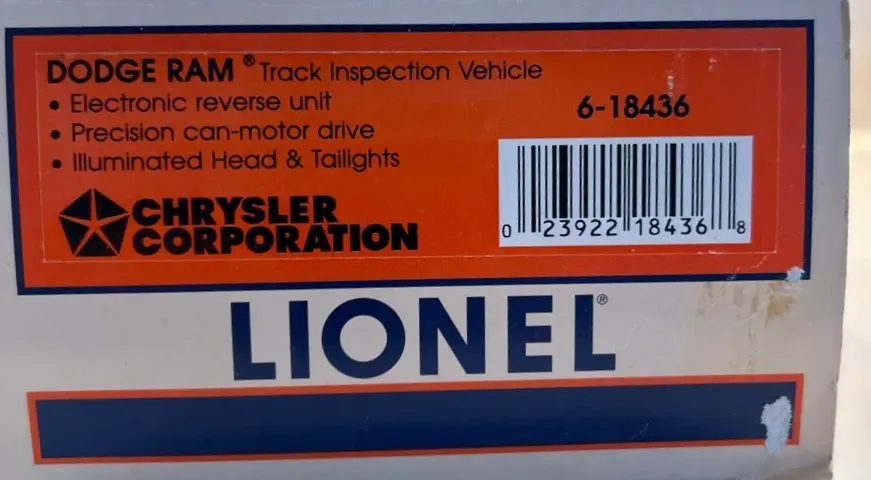 DODGE RAM® Track Inspection Vehicle
• Electronic reverse unit
• Precision can-motor drive
• Illuminated Head & Tailights
6-18436
CHRYSLER
CORPORATION
0 23922 18436 8
LIONEL®